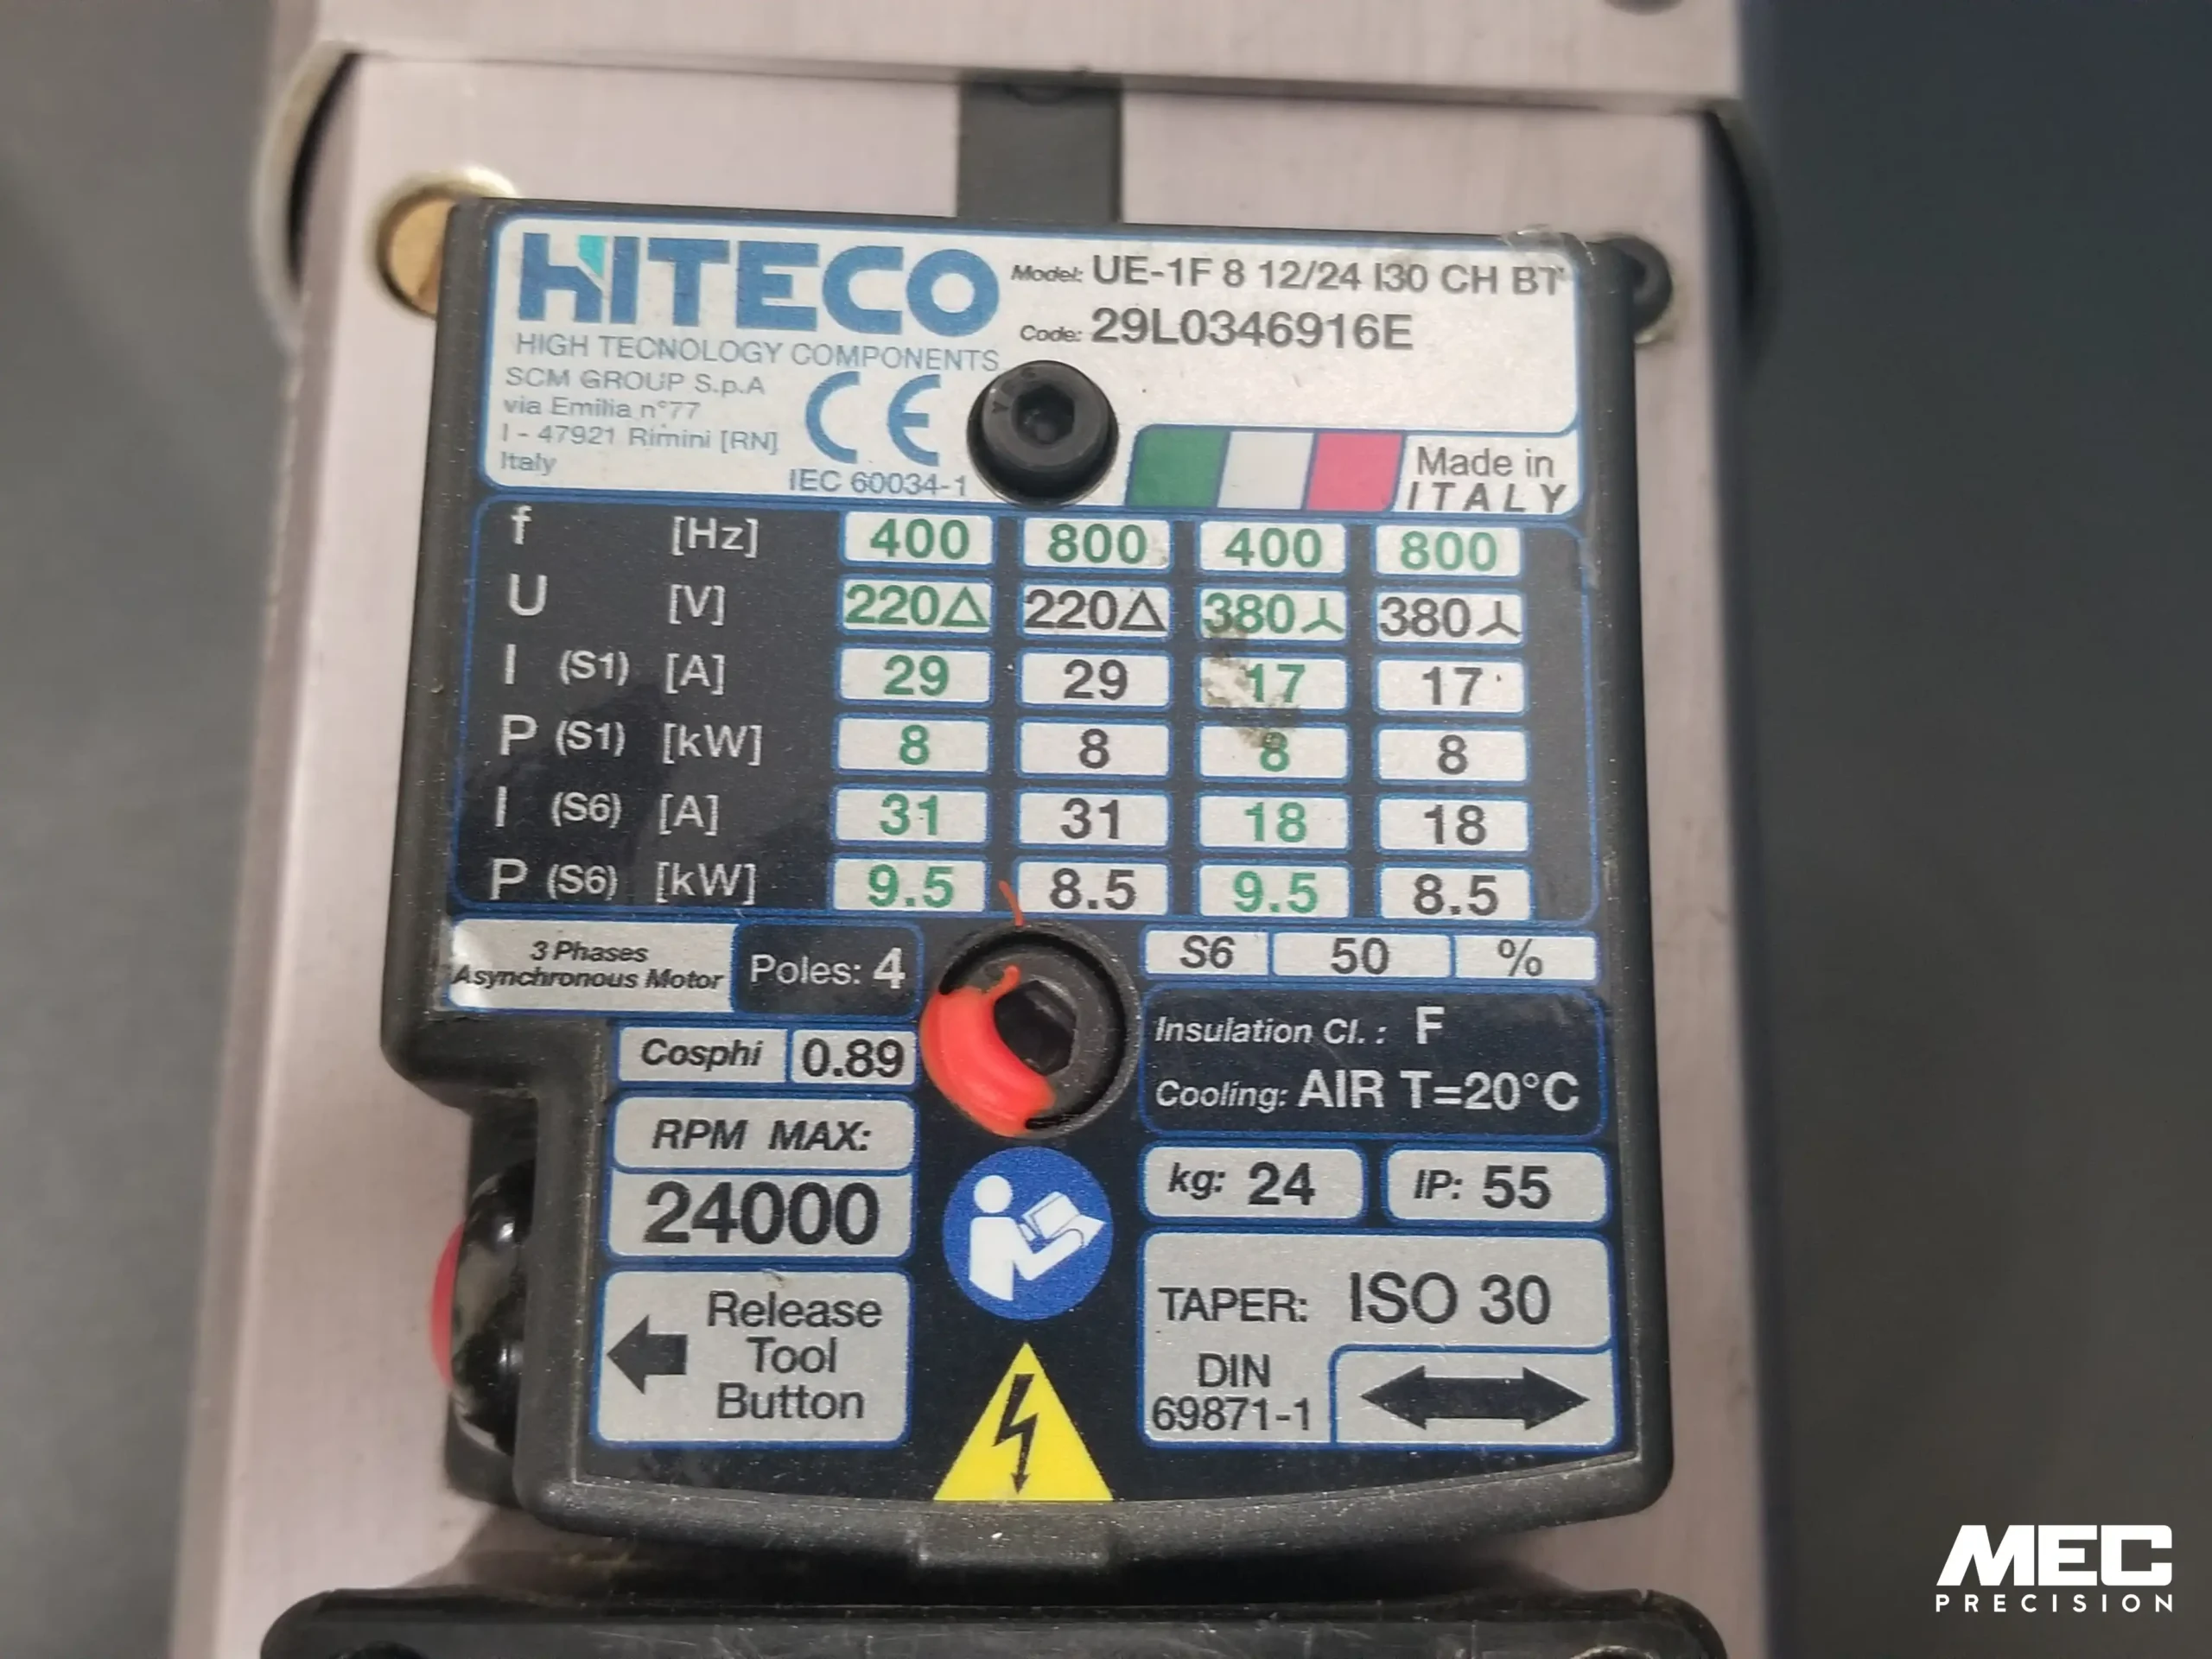 HITECO
HIGH TECNOLOGY COMPONENTS
SCM GROUP S.p.A
via Emilia n°77
I - 47921 Rimini [RN]
Italy
CE
IEC 60034-1
Model: UE-1F 8 12/24 I30 CH BT
Code: 29L0346916E
Made in
ITALY
f [Hz] 400 800 400 800
U [V] 220△ 220△ 380⅄ 380⅄
I (S1) [A] 29 29 17 17
P (S1) [kW] 8 8 8 8
I (S6) [A] 31 31 18 18
P (S6) [kW] 9.5 8.5 9.5 8.5
3 Phases
Asynchronous Motor
Poles: 4
S6 50 %
Cosphi 0.89
Insulation Cl. : F
Cooling: AIR T=20°C
RPM MAX:
24000
kg: 24
IP: 55
Release
Tool
Button
TAPER: ISO 30
DIN
69871-1
MEC
PRECISION